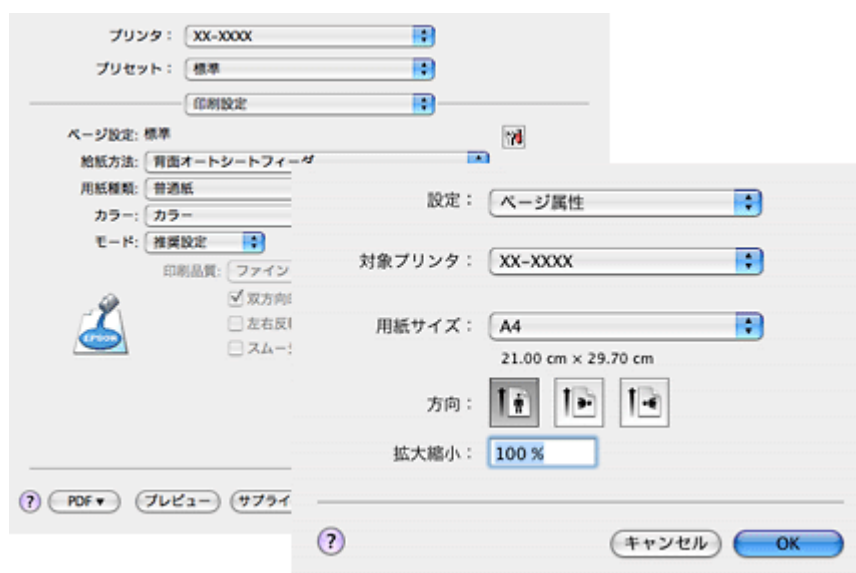 プリンタ： XX-XXXX
プリセット： 標準
印刷設定
ページ設定: 標準
給紙方法: 背面オートシートフィーダ
用紙種類: 普通紙
カラー: カラー
モード: 推奨設定
印刷品質: ファイン
双方向
左右反
スムー
EPSON
? PDF▼ プレビュー サプライ
設定： ページ属性
対象プリンタ： XX-XXXX
用紙サイズ： A4
21.00 cm × 29.70 cm
方向：
拡大縮小： 100 %
? キャンセル OK